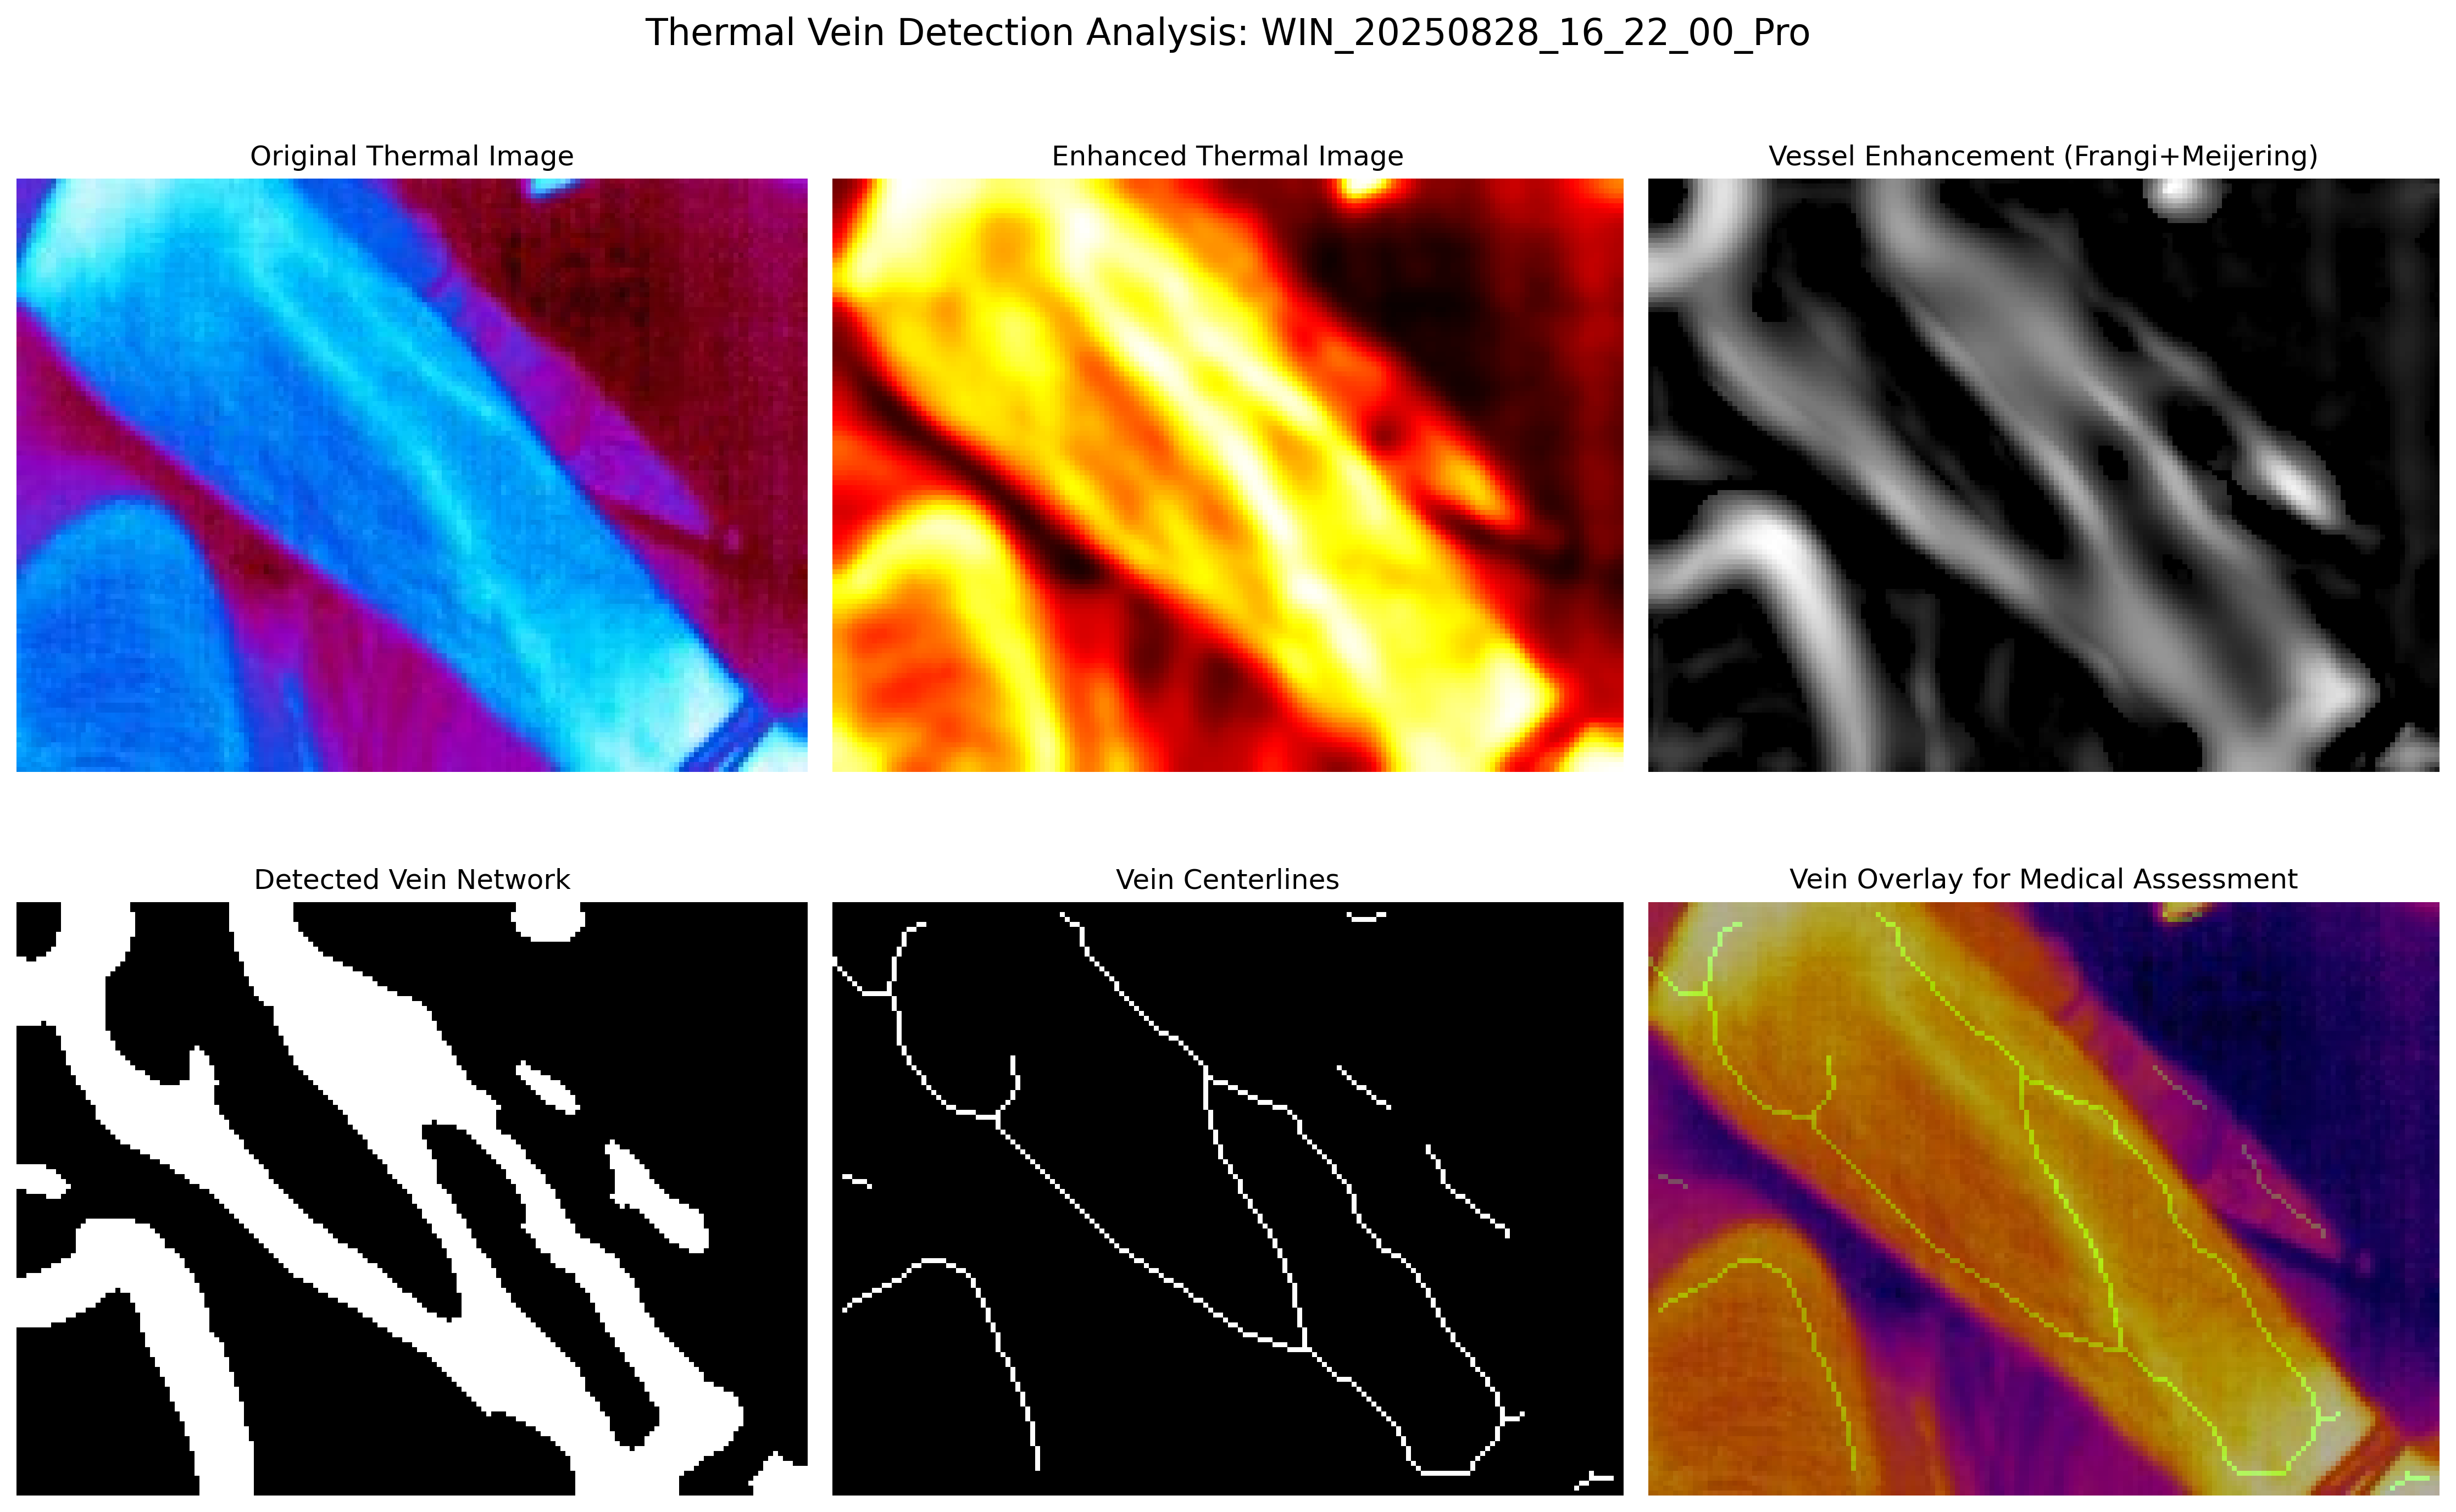 Thermal Vein Detection Analysis: WIN_20250828_16_22_00_Pro
Original Thermal Image
Enhanced Thermal Image
Vessel Enhancement (Frangi+Meijering)
Detected Vein Network
Vein Centerlines
Vein Overlay for Medical Assessment